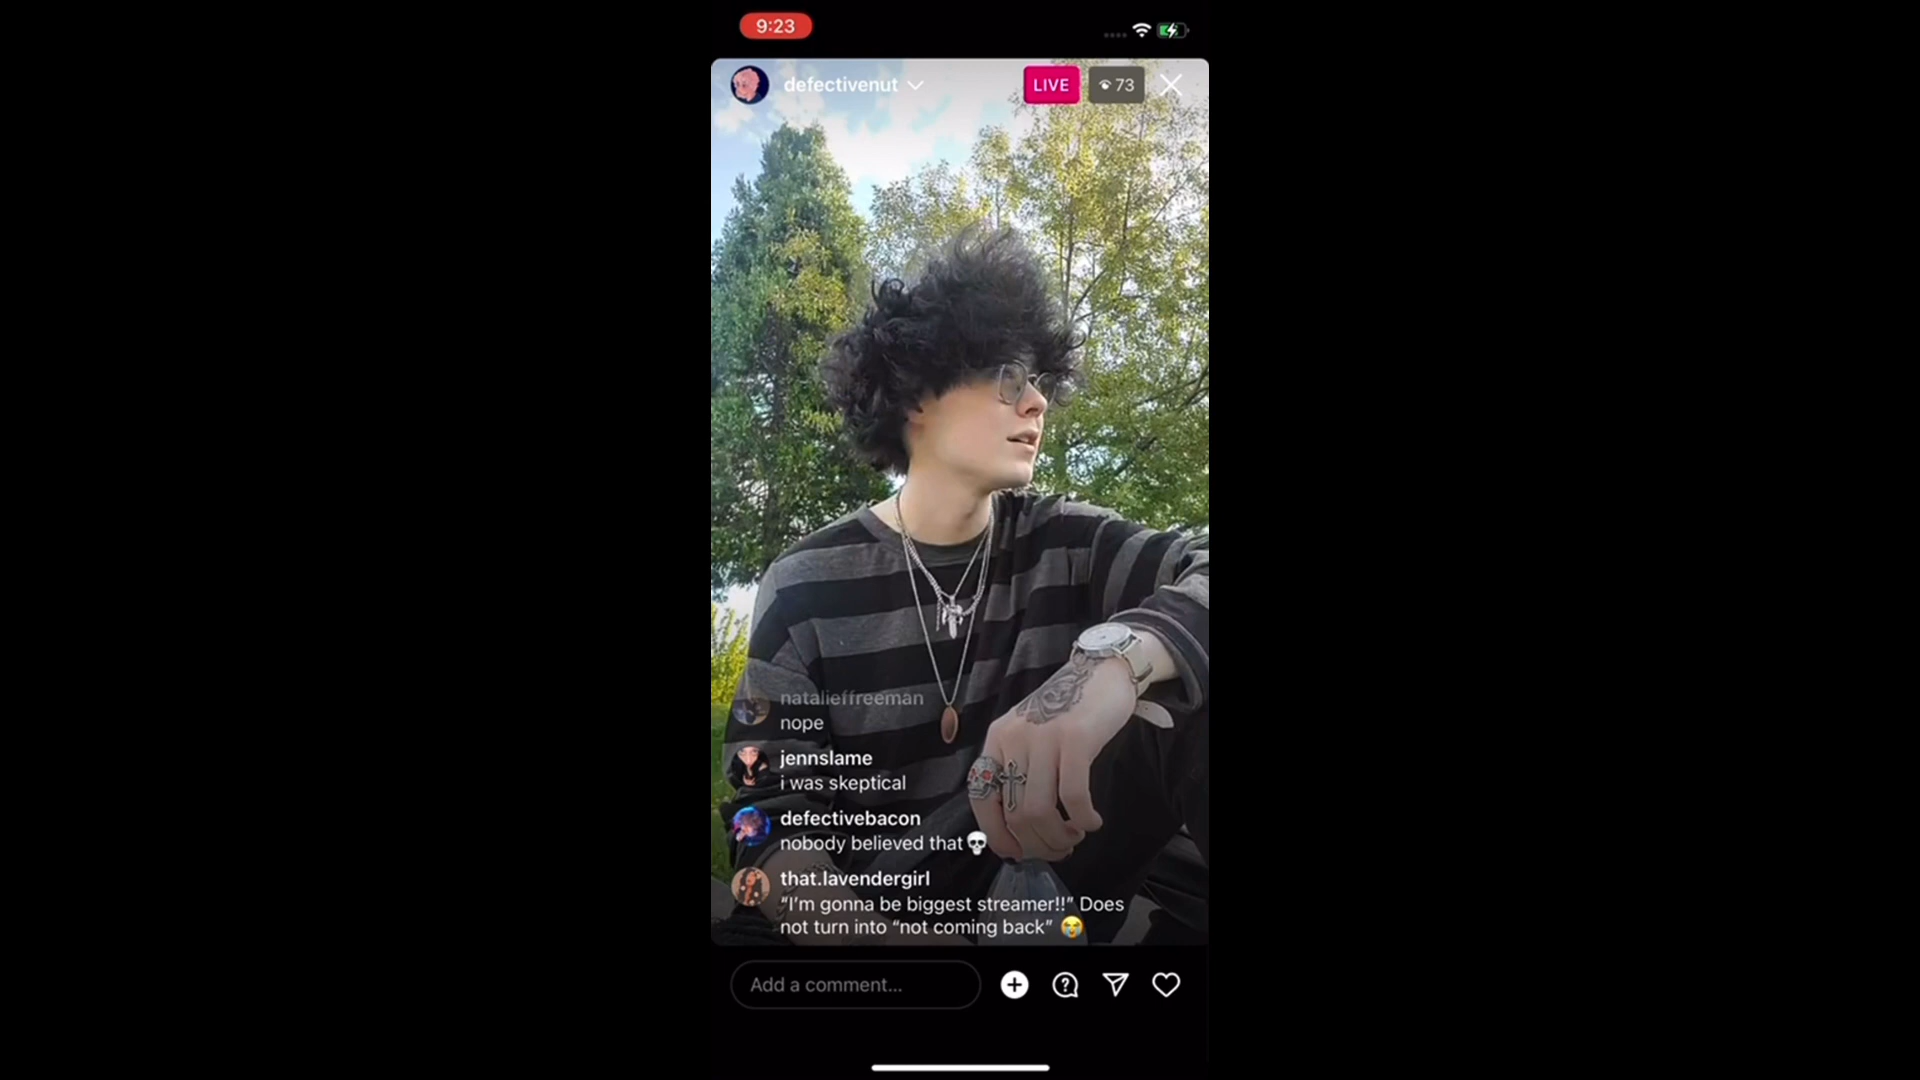 9:23
defectivenut
LIVE
73
natalieffreeman
nope
jennslame
i was skeptical
defectivebacon
nobody believed that💀
that.lavendergirl
“I’m gonna be biggest streamer!!” Does
not turn into “not coming back” 😭
Add a comment...